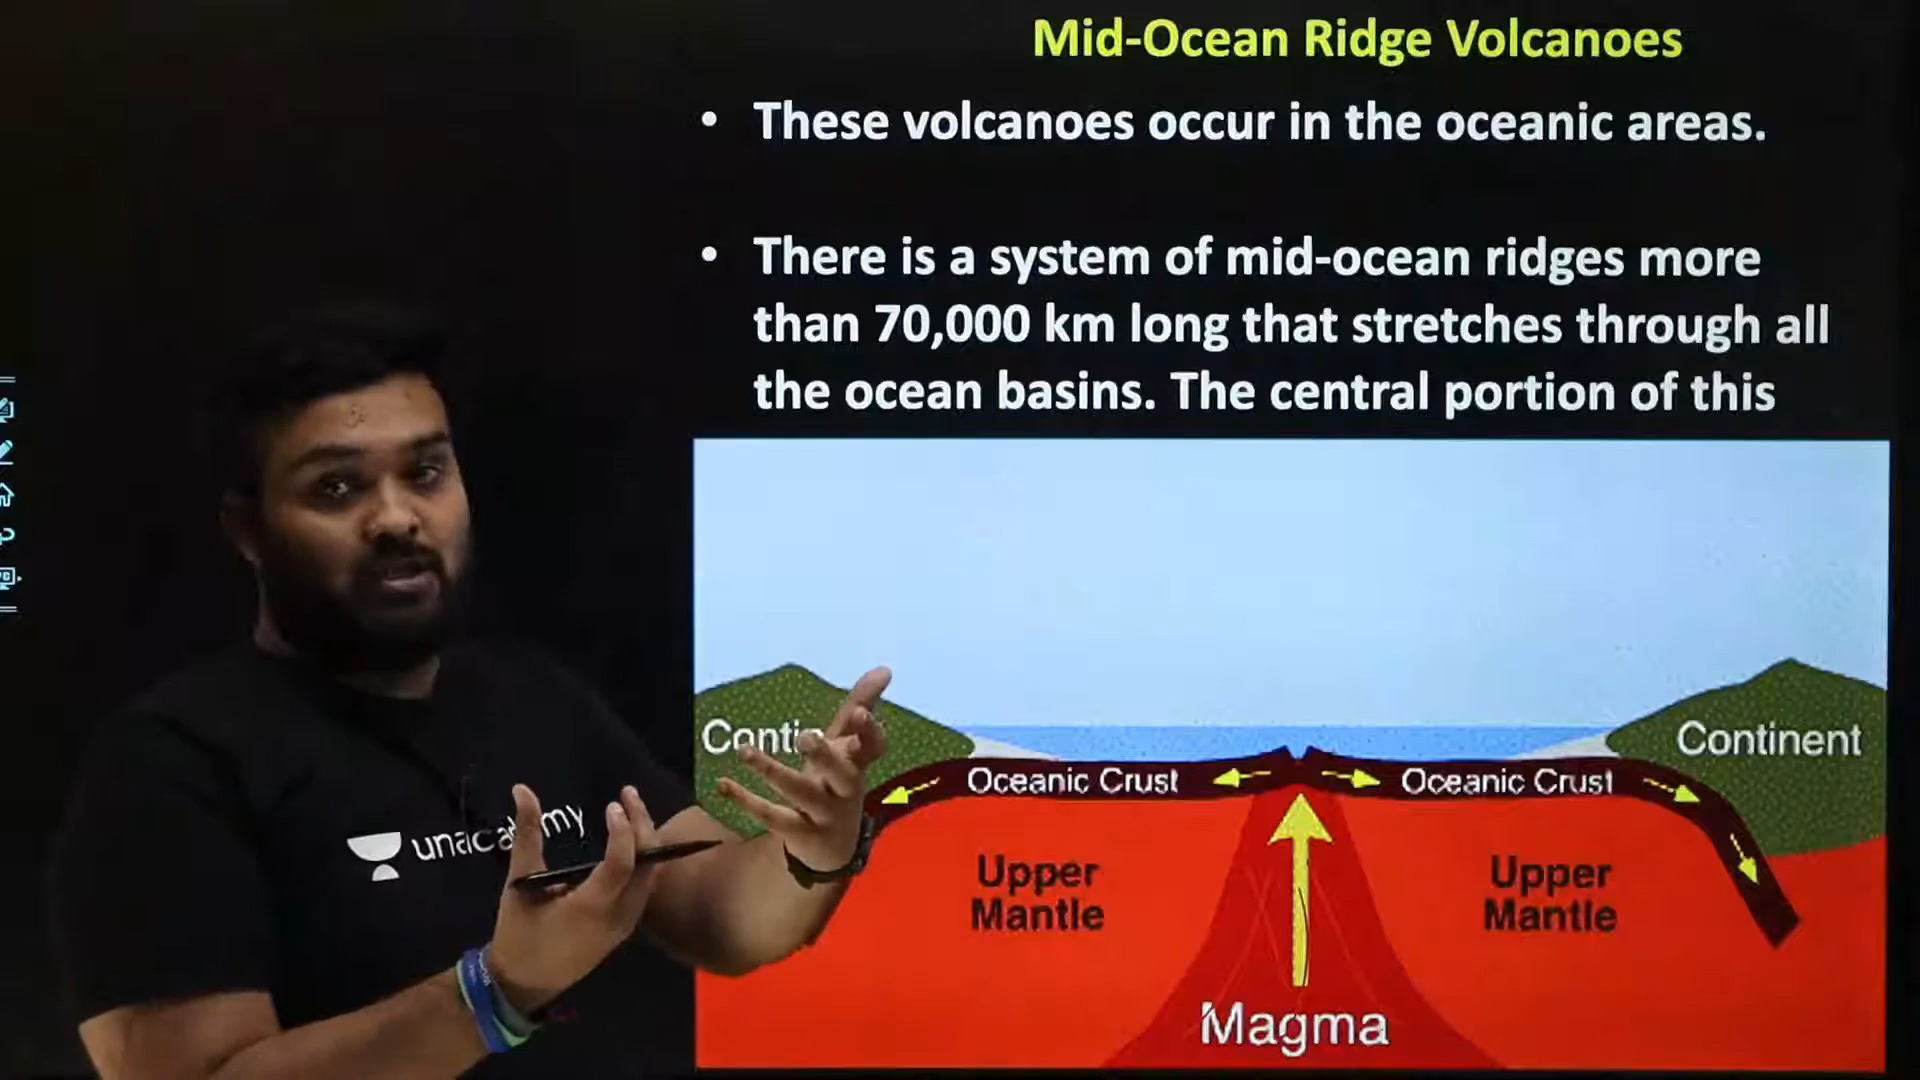 Mid-Ocean Ridge Volcanoes
• These volcanoes occur in the oceanic areas.
• There is a system of mid-ocean ridges more
than 70,000 km long that stretches through all
the ocean basins. The central portion of this
Continent
Oceanic Crust
Oceanic Crust
Upper
Mantle
Upper
Mantle
Magma
unacademy